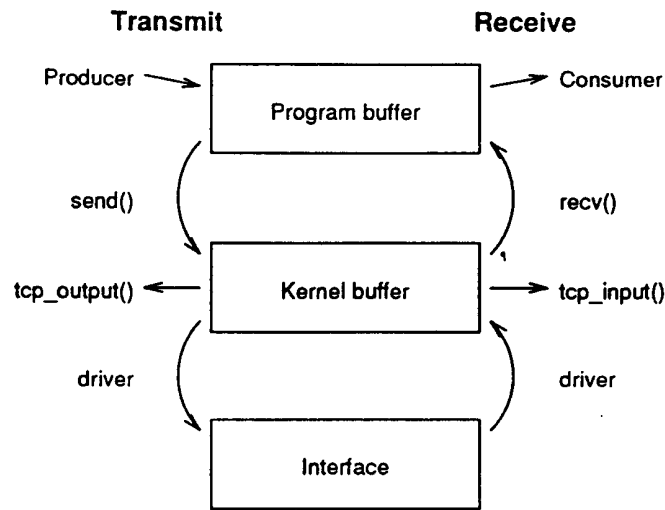 Transmit
Receive
Producer
Consumer
Program buffer
send()
recv()
tcp_output()
Kernel buffer
tcp_input()
driver
driver
Interface